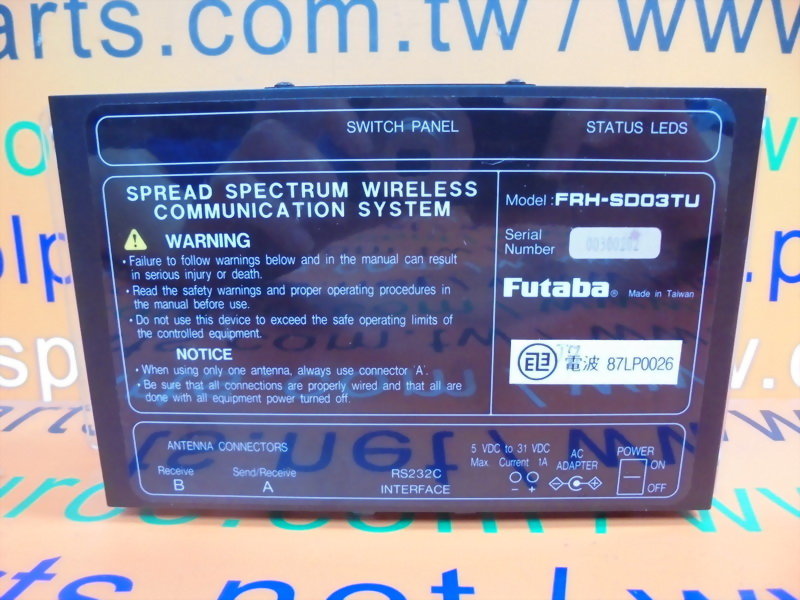 arts.com.tw / www
SWITCH PANEL
STATUS LEDS
SPREAD SPECTRUM WIRELESS
COMMUNICATION SYSTEM
WARNING
• Failure to follow warnings below and in the manual can result
in serious injury or death.
• Read the safety warnings and proper operating procedures in
the manual before use.
• Do not use this device to exceed the safe operating limits of
the controlled equipment.
NOTICE
• When using only one antenna, always use connector 'A'.
• Be sure that all connections are properly wired and that all are
done with all equipment power turned off.
Model : FRH-SD03TU
Serial
Number
Futaba® Made in Taiwan
電波 87LP0026
ANTENNA CONNECTORS
Receive
B
Send/Receive
A
RS232C
INTERFACE
5 VDC to 31 VDC
Max. Current 1A
- +
AC
ADAPTER
POWER
ON
OFF